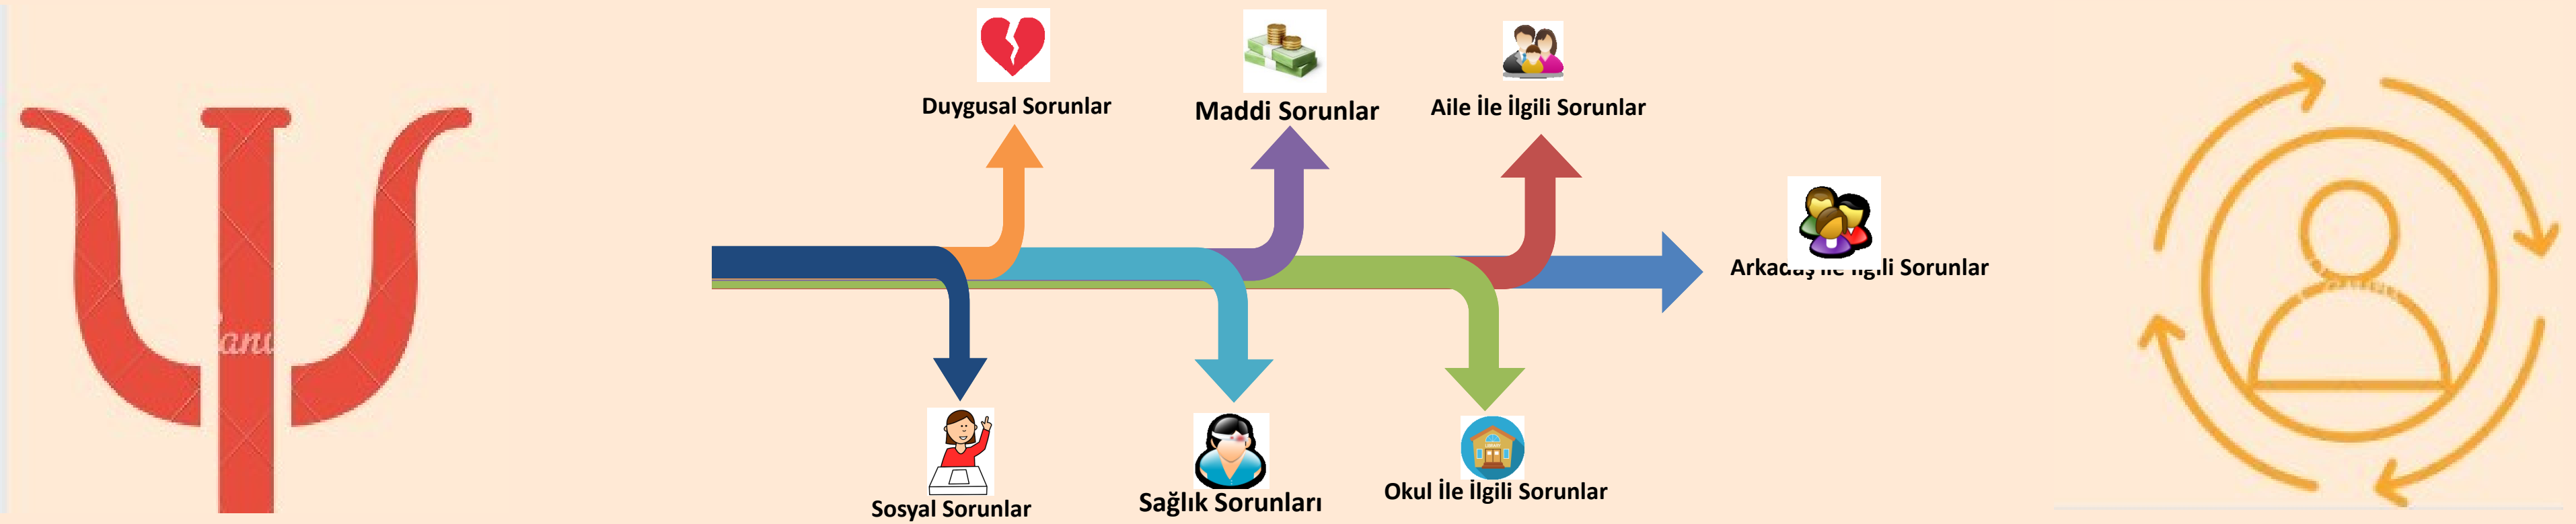 Duygusal Sorunlar
Maddi Sorunlar
Aile İle İlgili Sorunlar
Sorunlar
Sosyal Sorunlar
Sağlık Sorunları
Okul İle İlgili Sorunlar